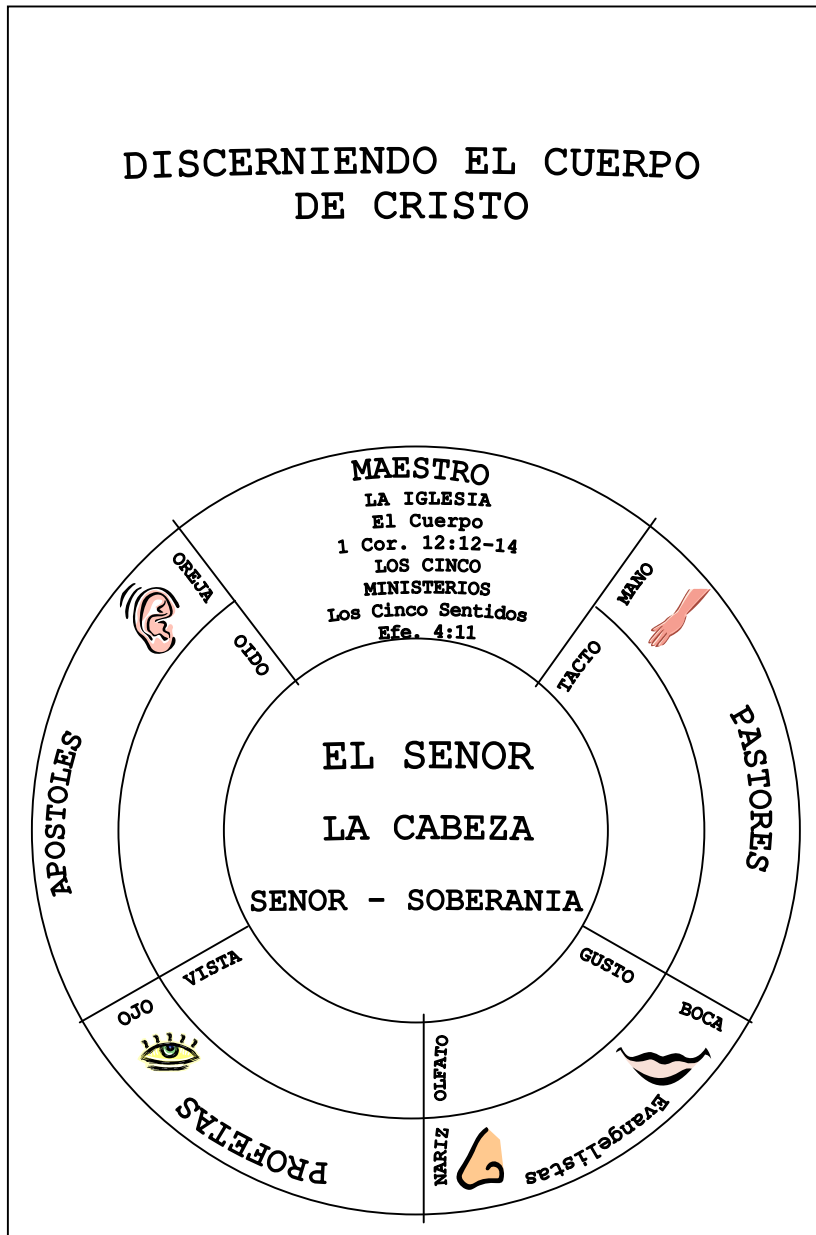 DISCERNIENDO EL CUERPO
DE CRISTO
MAESTRO
LA IGLESIA
El Cuerpo
1 Cor. 12:12-14
LOS CINCO
MINISTERIOS
Los Cinco Sentidos
Efe. 4:11
OREJA
OIDO
MANO
TACTO
APOSTOLES
PASTORES
EL SENOR
LA CABEZA
SENOR - SOBERANIA
VISTA
OJO
GUSTO
BOCA
OLFATO
NARIZ
PROFETAS
Evangelistas